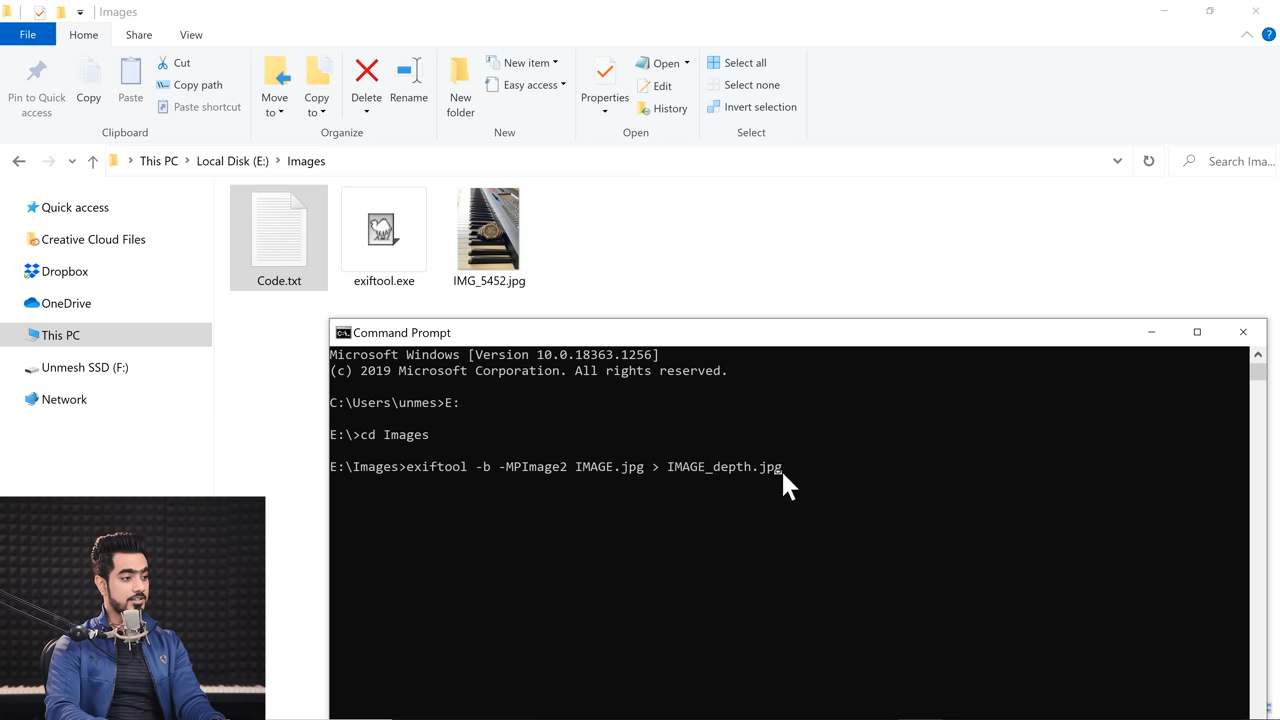 Images
File Home Share View
Pin to Quick access
Copy
Paste
Cut
Copy path
Paste shortcut
Clipboard
Move to
Copy to
Delete
Rename
Organize
New folder
New item
Easy access
New
Properties
Open
Edit
History
Open
Select all
Select none
Invert selection
Select
This PC Local Disk (E:) Images
Search Ima...
Quick access
Creative Cloud Files
Dropbox
OneDrive
This PC
Unmesh SSD (F:)
Network
Code.txt
exiftool.exe
IMG_5452.jpg
Command Prompt
Microsoft Windows [Version 10.0.18363.1256]
(c) 2019 Microsoft Corporation. All rights reserved.
C:\Users\unmes>E:
E:\>cd Images
E:\Images>exiftool -b -MPImage2 IMAGE.jpg > IMAGE_depth.jpg